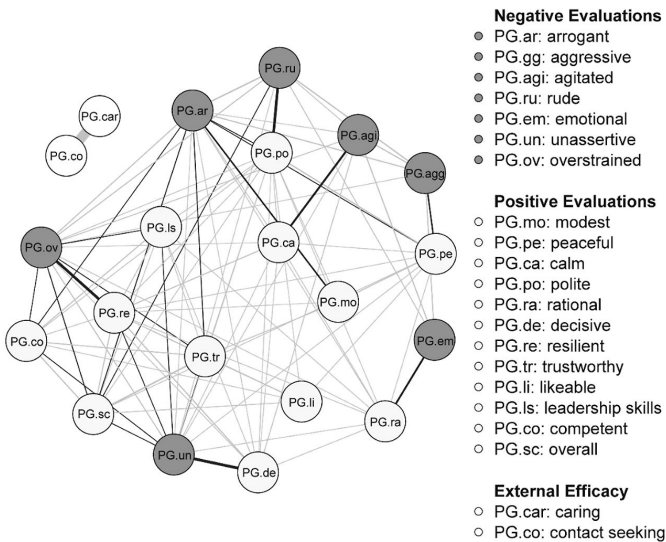 Negative Evaluations
PG.ar: arrogant
PG.gg: aggressive
PG.agi: agitated
PG.ru: rude
PG.em: emotional
PG.un: unassertive
PG.ov: overstrained
Positive Evaluations
PG.mo: modest
PG.pe: peaceful
PG.ca: calm
PG.po: polite
PG.ra: rational
PG.de: decisive
PG.re: resilient
PG.tr: trustworthy
PG.li: likeable
PG.ls: leadership skills
PG.co: competent
PG.sc: overall
External Efficacy
PG.car: caring
PG.co: contact seeking
PG.ru
PG.ar
PG.car
PG.agi
PG.po
PG.co
PG.agg
PG.ls
PG.ca
PG.ov
PG.pe
PG.mo
PG.re
PG.co
PG.em
PG.tr
PG.li
PG.sc
PG.ra
PG.un
PG.de